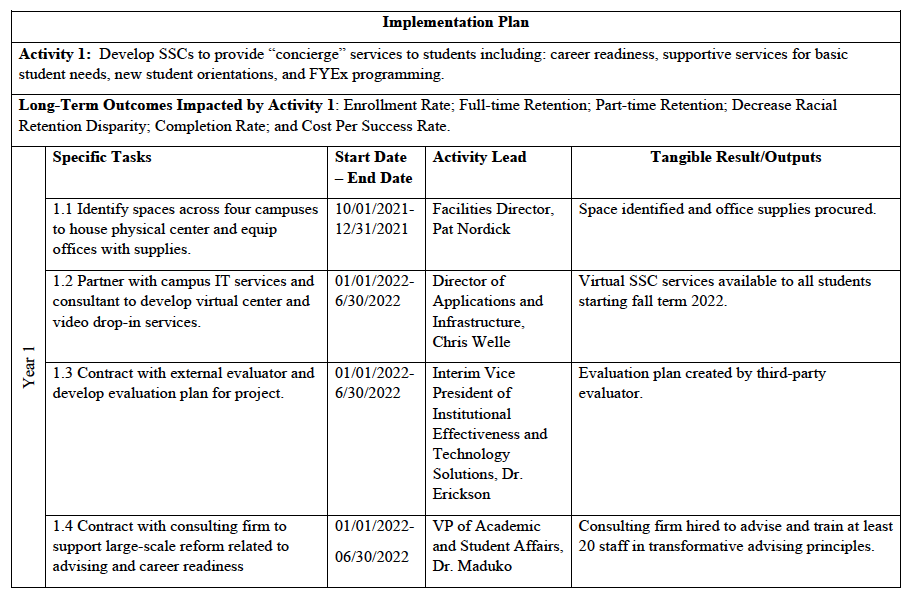 Implementation Plan
Activity 1: Develop SSCs to provide “concierge” services to students including: career readiness, supportive services for basic
student needs, new student orientations, and FYEx programming.
Long-Term Outcomes Impacted by Activity 1: Enrollment Rate; Full-time Retention; Part-time Retention; Decrease Racial
Retention Disparity; Completion Rate; and Cost Per Success Rate.
Year 1
Specific Tasks
Start Date
– End Date
Activity Lead
Tangible Result/Outputs
1.1 Identify spaces across four campuses
to house physical center and equip
offices with supplies.
10/01/2021-
12/31/2021
Facilities Director,
Pat Nordick
Space identified and office supplies procured.
1.2 Partner with campus IT services and
consultant to develop virtual center and
video drop-in services.
01/01/2022-
6/30/2022
Director of
Applications and
Infrastructure,
Chris Welle
Virtual SSC services available to all students
starting fall term 2022.
1.3 Contract with external evaluator and
develop evaluation plan for project.
01/01/2022-
6/30/2022
Interim Vice
President of
Institutional
Effectiveness and
Technology
Solutions, Dr.
Erickson
Evaluation plan created by third-party
evaluator.
1.4 Contract with consulting firm to
support large-scale reform related to
advising and career readiness
01/01/2022-
06/30/2022
VP of Academic
and Student Affairs,
Dr. Maduko
Consulting firm hired to advise and train at least
20 staff in transformative advising principles.